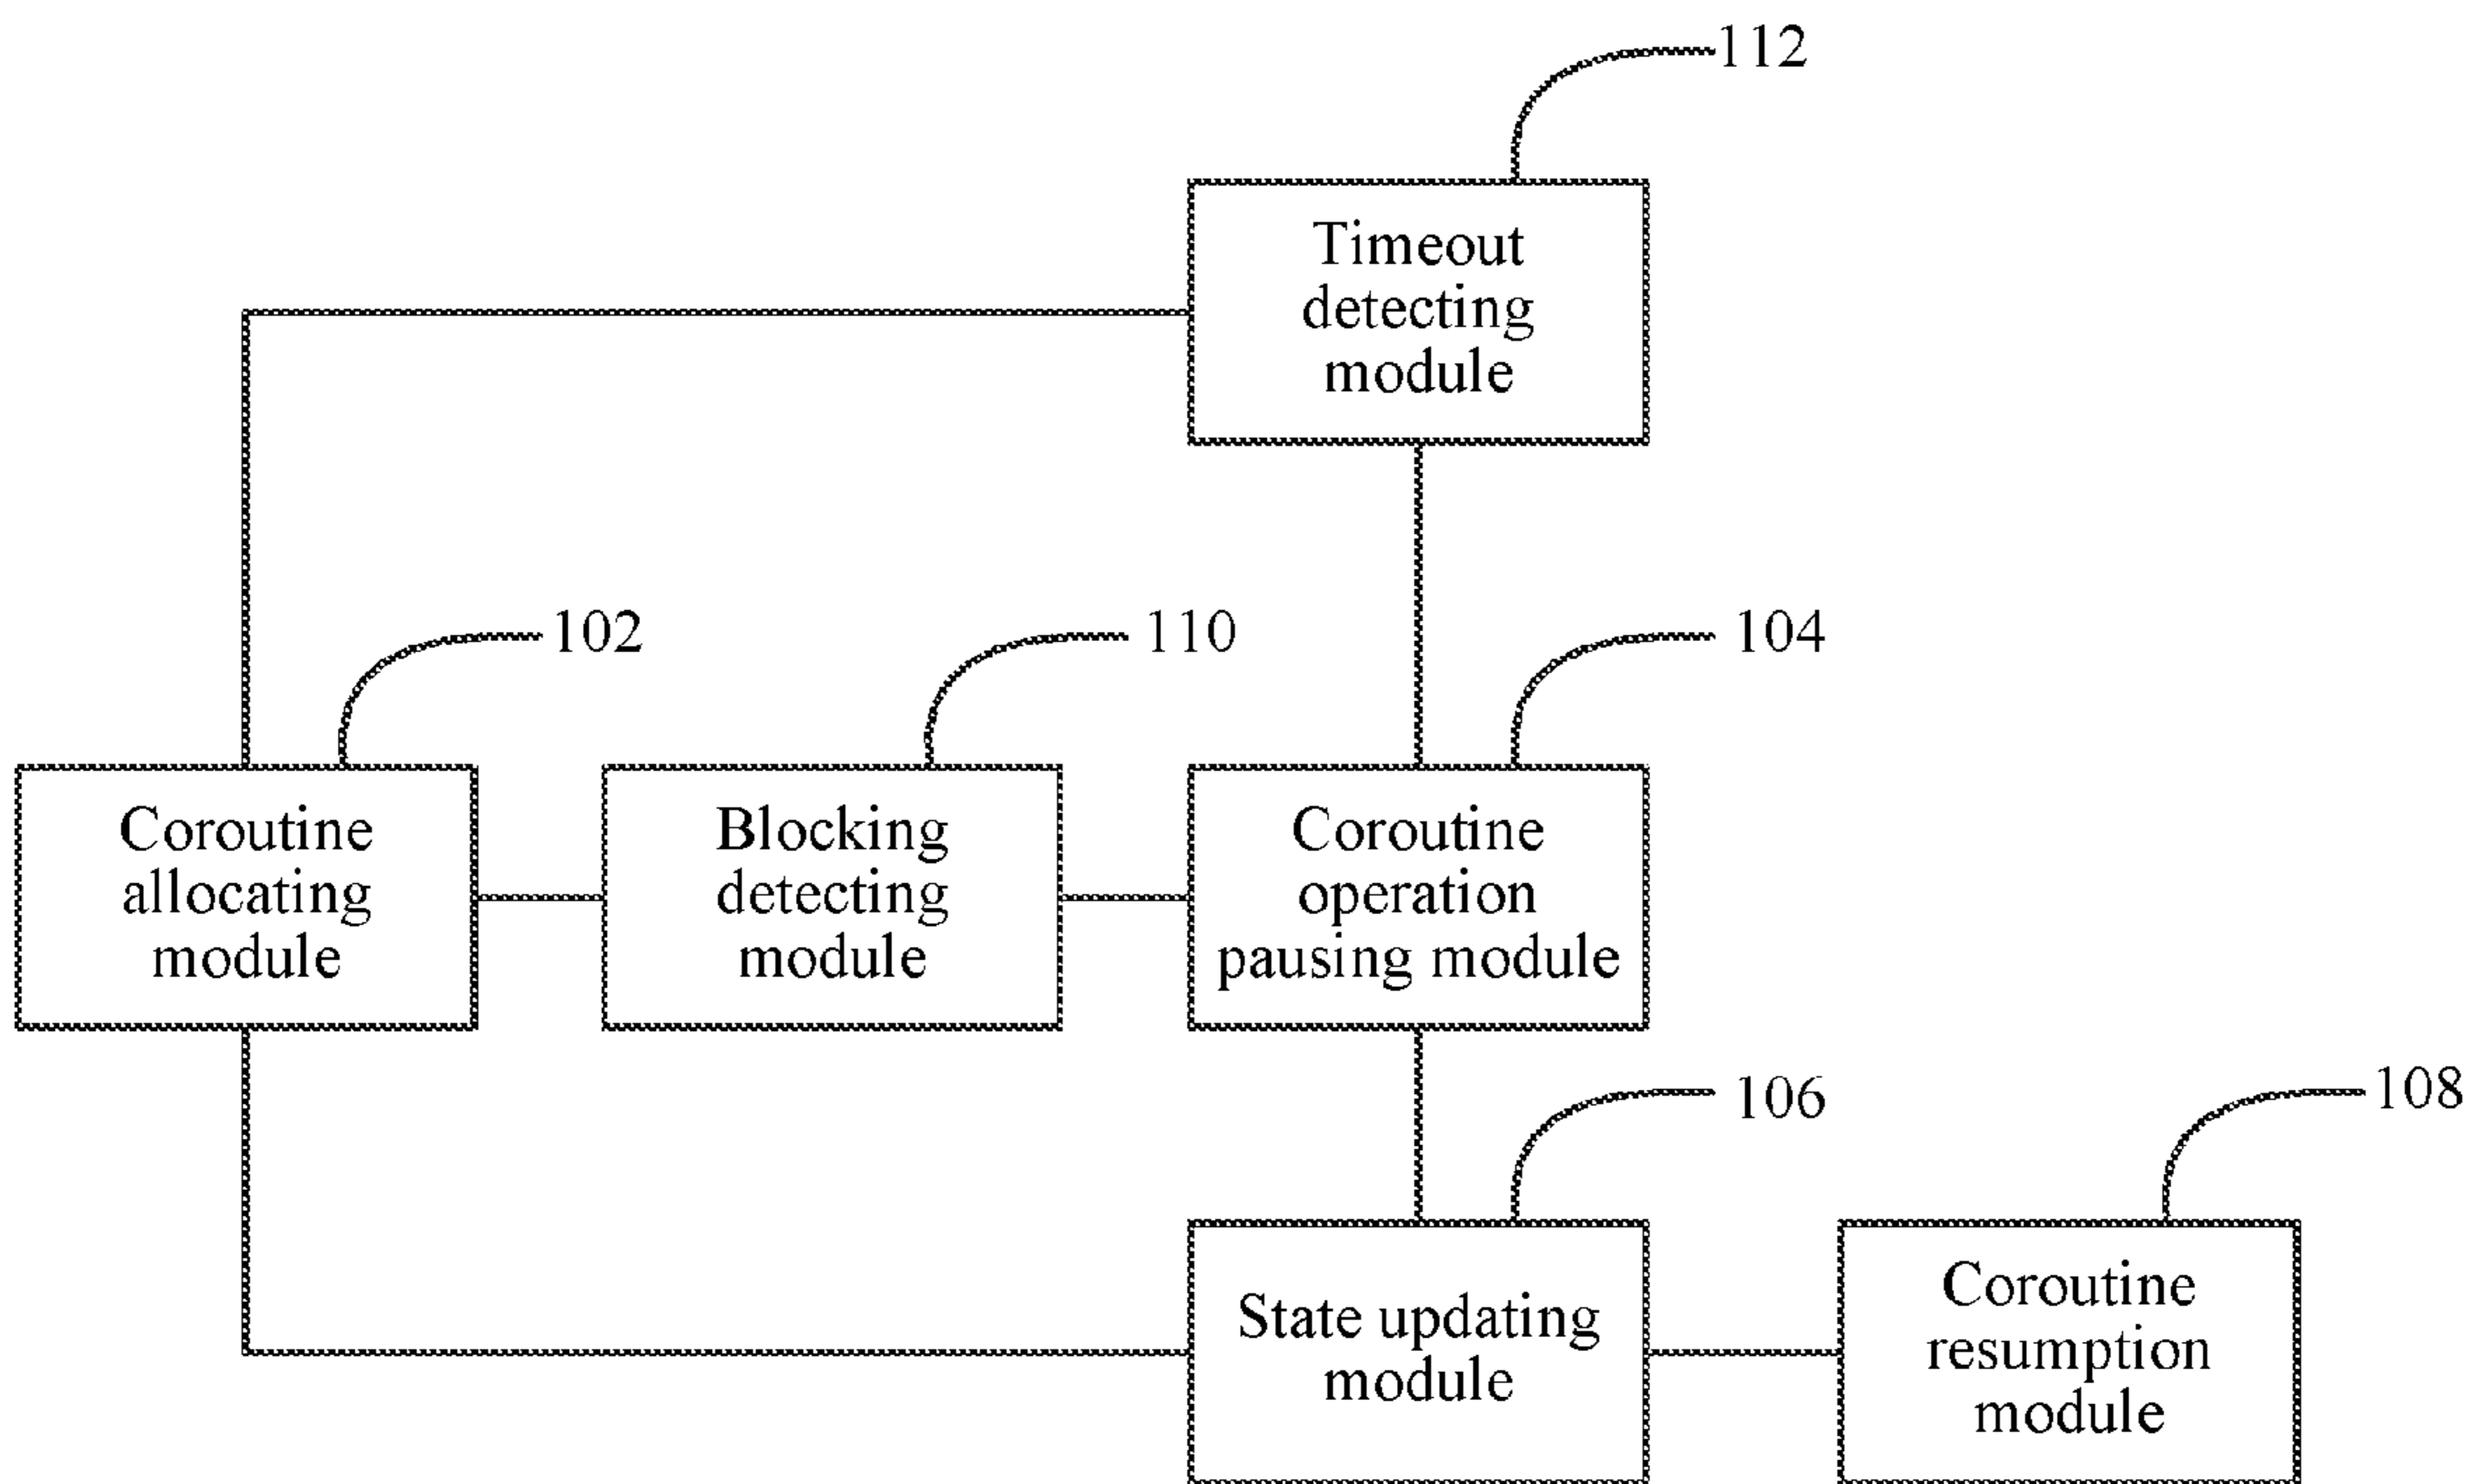 112
Timeout
detecting
module
102
110
104
Coroutine
allocating
module
Blocking
detecting
module
Coroutine
operation
pausing module
106
108
State updating
module
Coroutine
resumption
module